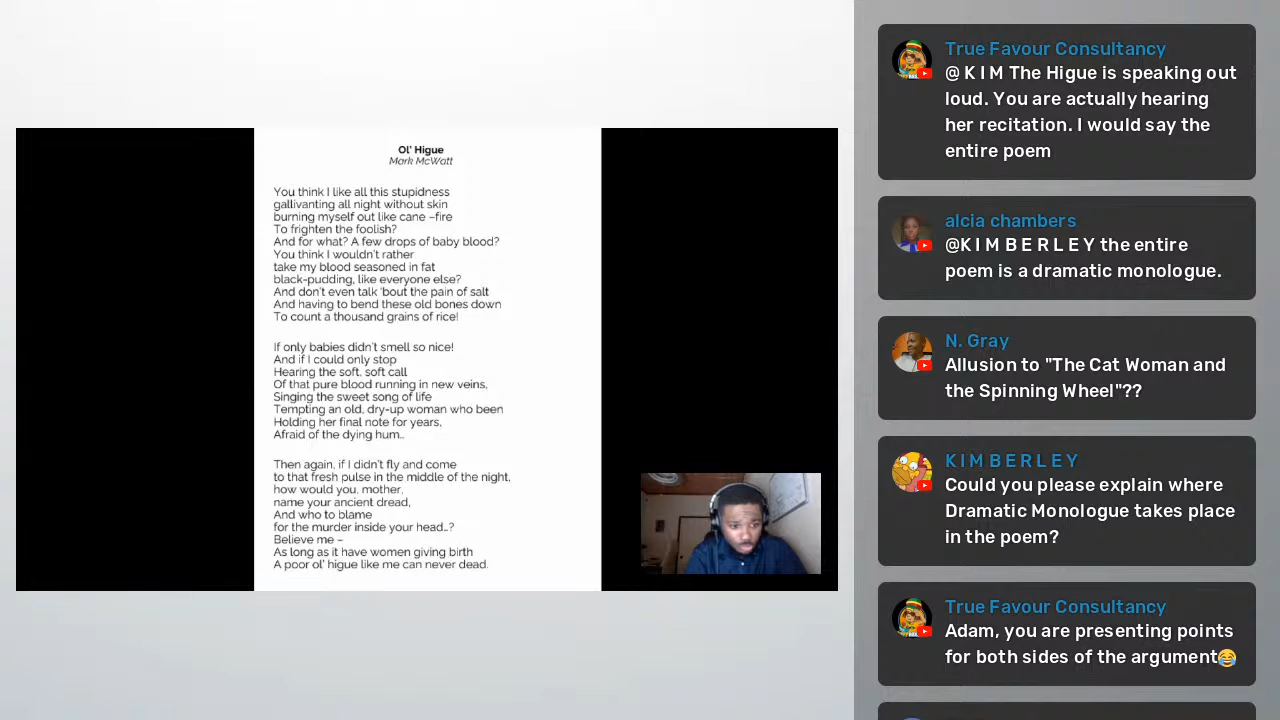 Ol' Higue
Mark McWatt
You think I like all this stupidness
gallivanting all night without skin
burning myself out like cane –fire
To frighten the foolish?
And for what? A few drops of baby blood?
You think I wouldn't rather
take my blood seasoned in fat
black-pudding, like everyone else?
And don't even talk 'bout the pain of salt
And having to bend these old bones down
To count a thousand grains of rice!
If only babies didn't smell so nice!
And if I could only stop
Hearing the soft, soft call
Of that pure blood running in new veins,
Singing the sweet song of life
Tempting an old, dry-up woman who been
Holding her final note for years,
Afraid of the dying hum…
Then again, if I didn't fly and come
to that fresh pulse in the middle of the night,
how would you, mother,
name your ancient dread,
And who to blame
for the murder inside your head…?
Believe me –
As long as it have women giving birth
A poor ol' higue like me can never dead.
True Favour Consultancy
@ K I M The Higue is speaking out
loud. You are actually hearing
her recitation. I would say the
entire poem
alcia chambers
@K I M B E R L E Y the entire
poem is a dramatic monologue.
N. Gray
Allusion to "The Cat Woman and
the Spinning Wheel"??
K I M B E R L E Y
Could you please explain where
Dramatic Monologue takes place
in the poem?
True Favour Consultancy
Adam, you are presenting points
for both sides of the argument😂